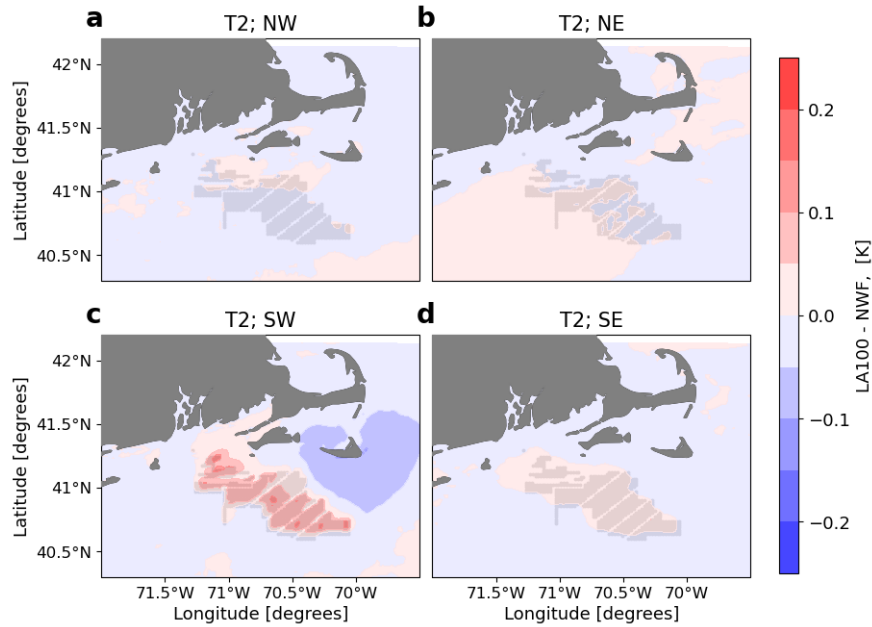 a T2; NW
b T2; NE
42°N
41.5°N
41°N
40.5°N
Latitude [degrees]
c T2; SW
d T2; SE
42°N
41.5°N
41°N
40.5°N
Latitude [degrees]
71.5°W 71°W 70.5°W 70°W
Longitude [degrees]
71.5°W 71°W 70.5°W 70°W
Longitude [degrees]
0.2
0.1
0.0
−0.1
−0.2
LA100 - NWF, [K]